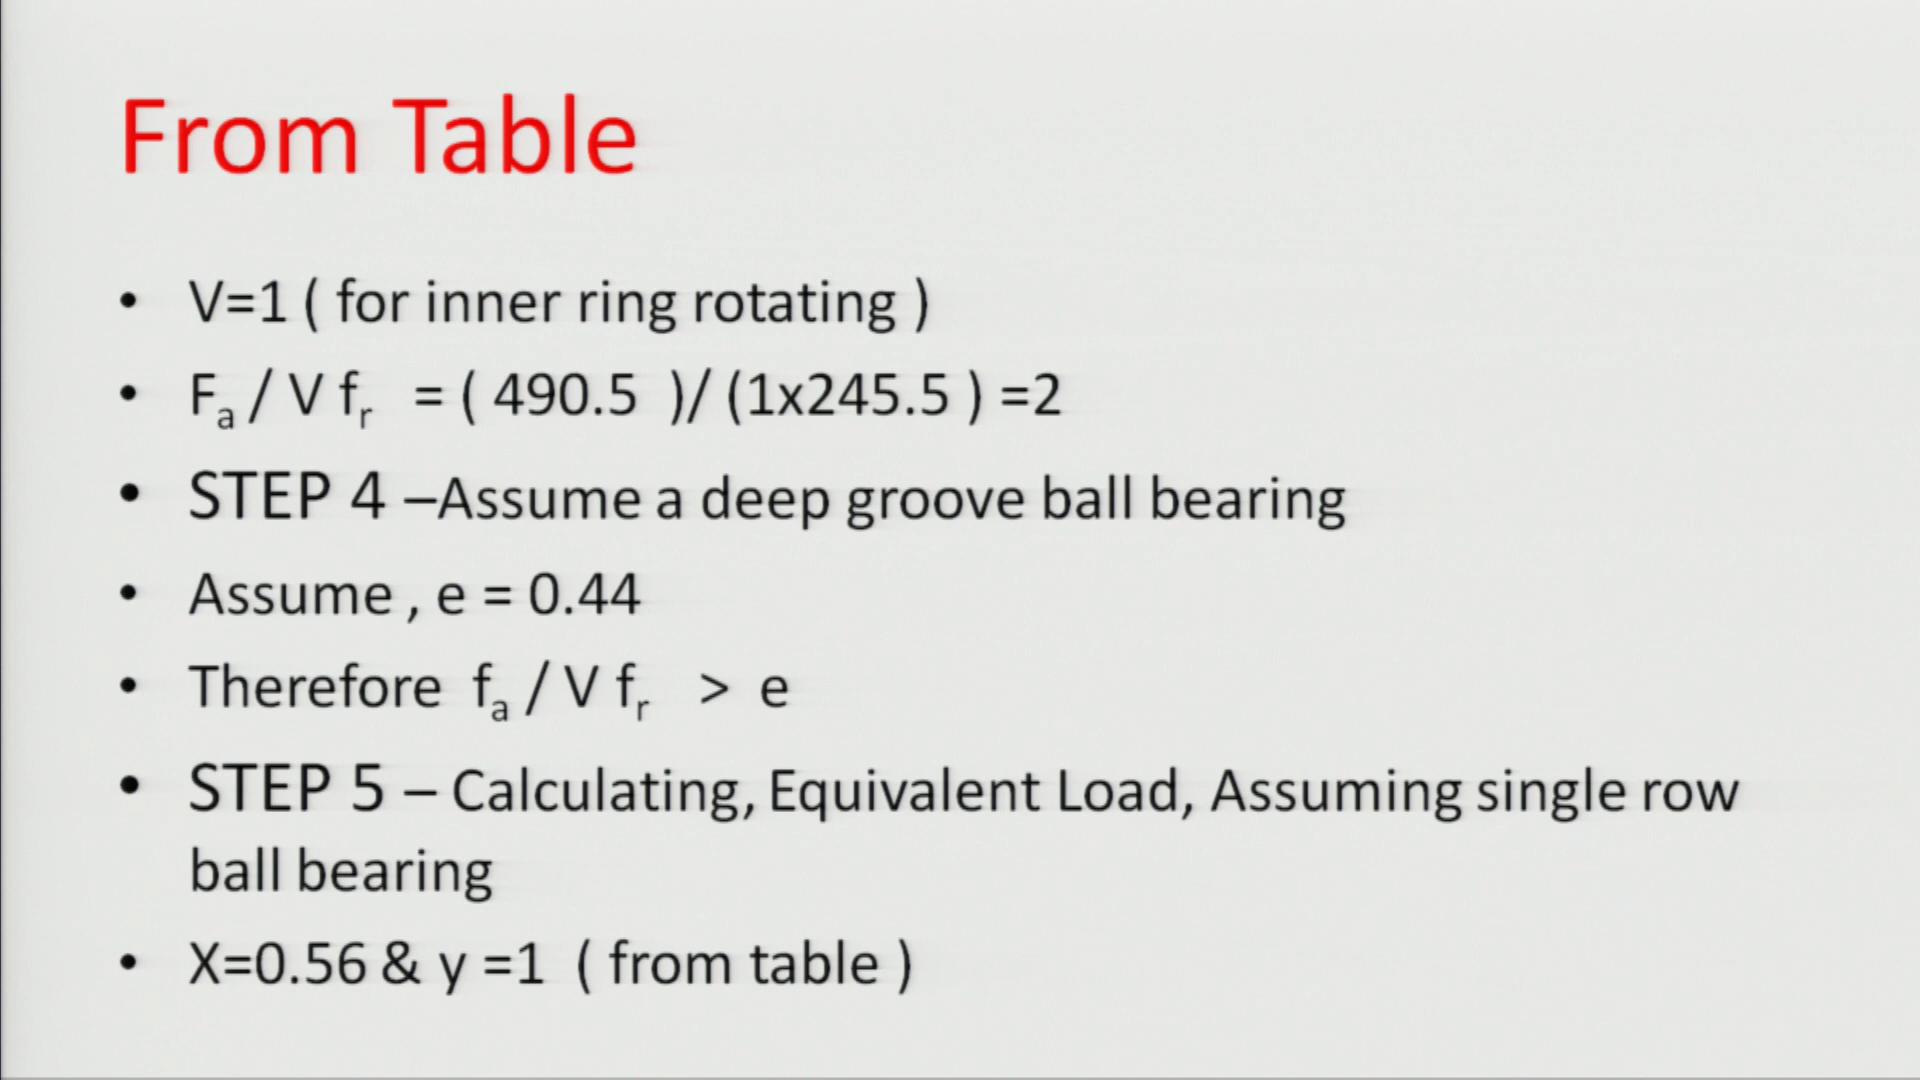 From Table
• V=1 ( for inner ring rotating )
• Fa / V fr = ( 490.5 )/ (1x245.5 ) =2
• STEP 4 –Assume a deep groove ball bearing
• Assume , e = 0.44
• Therefore fa / V fr > e
• STEP 5 – Calculating, Equivalent Load, Assuming single row
ball bearing
• X=0.56 & y =1 ( from table )